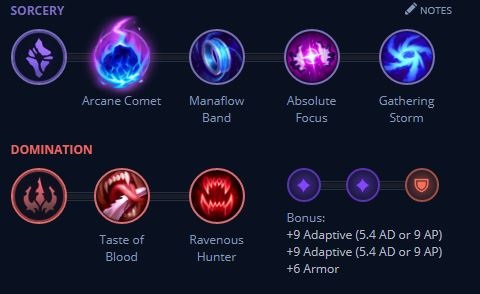 SORCERY
NOTES
Arcane Comet
Manaflow
Band
Absolute
Focus
Gathering
Storm
DOMINATION
Taste of
Blood
Ravenous
Hunter
Bonus:
+9 Adaptive (5.4 AD or 9 AP)
+9 Adaptive (5.4 AD or 9 AP)
+6 Armor